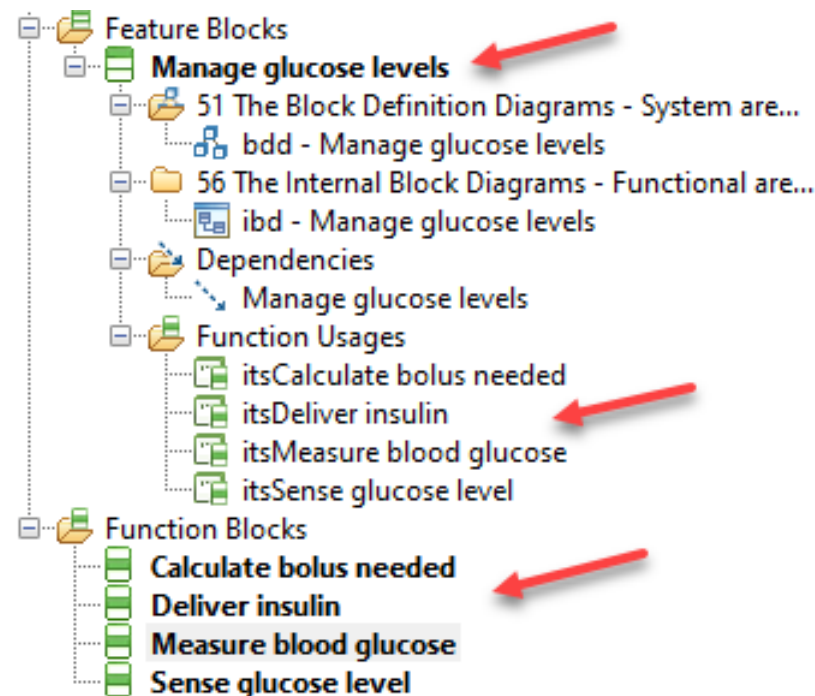 Feature Blocks
Manage glucose levels
51 The Block Definition Diagrams - System are...
bdd - Manage glucose levels
56 The Internal Block Diagrams - Functional are...
ibd - Manage glucose levels
Dependencies
Manage glucose levels
Function Usages
itsCalculate bolus needed
itsDeliver insulin
itsMeasure blood glucose
itsSense glucose level
Function Blocks
Calculate bolus needed
Deliver insulin
Measure blood glucose
Sense glucose level